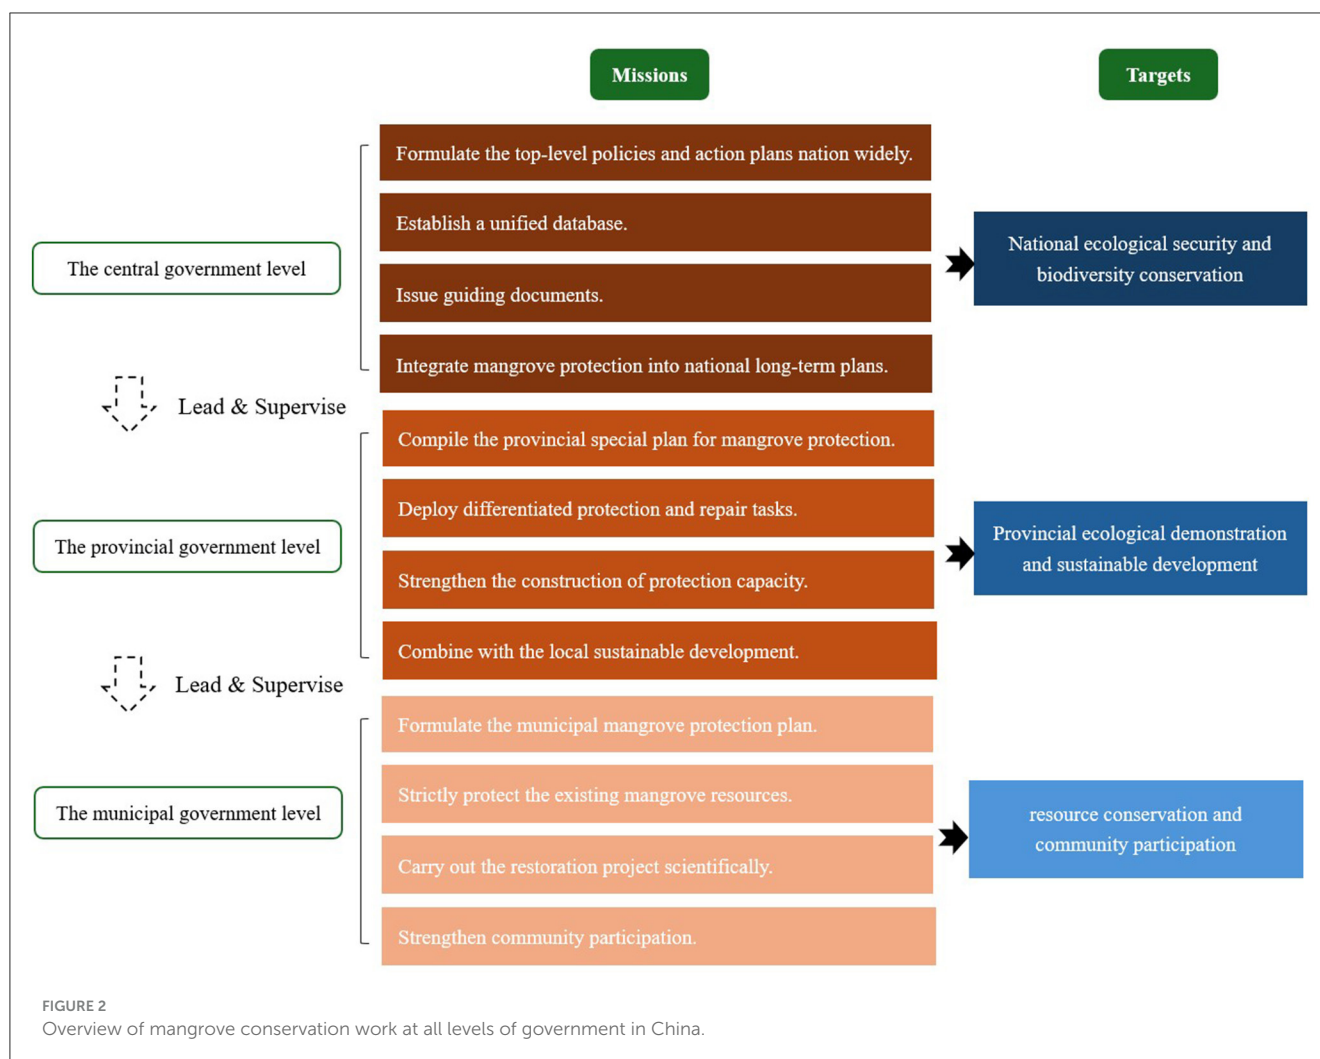 Missions
Targets
Formulate the top-level policies and action plans nation widely.
Establish a unified database.
The central government level
National ecological security and
biodiversity conservation
Issue guiding documents.
Integrate mangrove protection into national long-term plans.
Lead & Supervise
Compile the provincial special plan for mangrove protection.
Deploy differentiated protection and repair tasks.
The provincial government level
Provincial ecological demonstration
and sustainable development
Strengthen the construction of protection capacity.
Combine with the local sustainable development.
Lead & Supervise
Formulate the municipal mangrove protection plan.
Strictly protect the existing mangrove resources.
The municipal government level
resource conservation and
community participation
Carry out the restoration project scientifically.
Strengthen community participation.
FIGURE 2
Overview of mangrove conservation work at all levels of government in China.